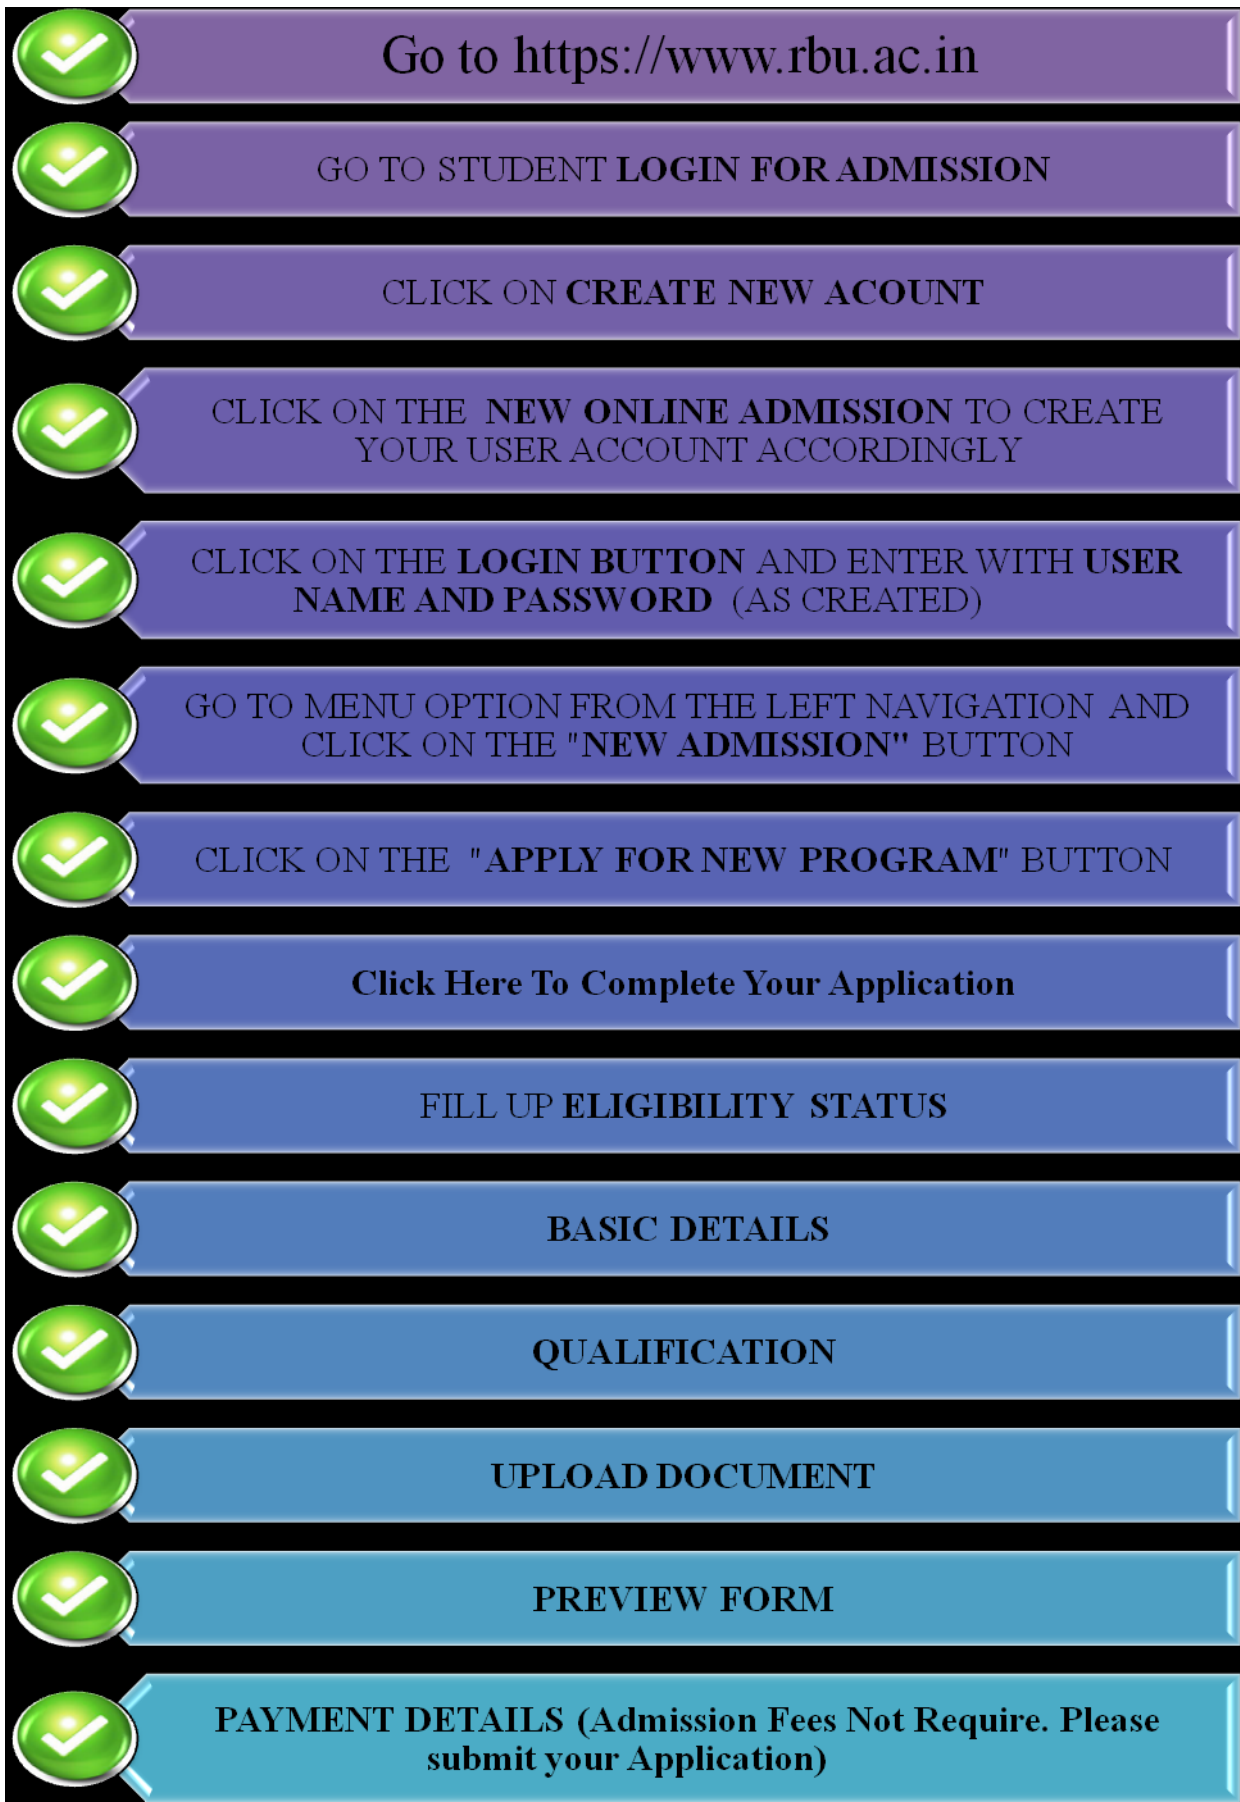 Go to https://www.rbu.ac.in
GO TO STUDENT LOGIN FOR ADMISSION
CLICK ON CREATE NEW ACOUNT
CLICK ON THE NEW ONLINE ADMISSION TO CREATE
YOUR USER ACCOUNT ACCORDINGLY
CLICK ON THE LOGIN BUTTON AND ENTER WITH USER
NAME AND PASSWORD (AS CREATED)
GO TO MENU OPTION FROM THE LEFT NAVIGATION AND
CLICK ON THE "NEW ADMISSION" BUTTON
CLICK ON THE "APPLY FOR NEW PROGRAM" BUTTON
Click Here To Complete Your Application
FILL UP ELIGIBILITY STATUS
BASIC DETAILS
QUALIFICATION
UPLOAD DOCUMENT
PREVIEW FORM
PAYMENT DETAILS (Admission Fees Not Require. Please
submit your Application)